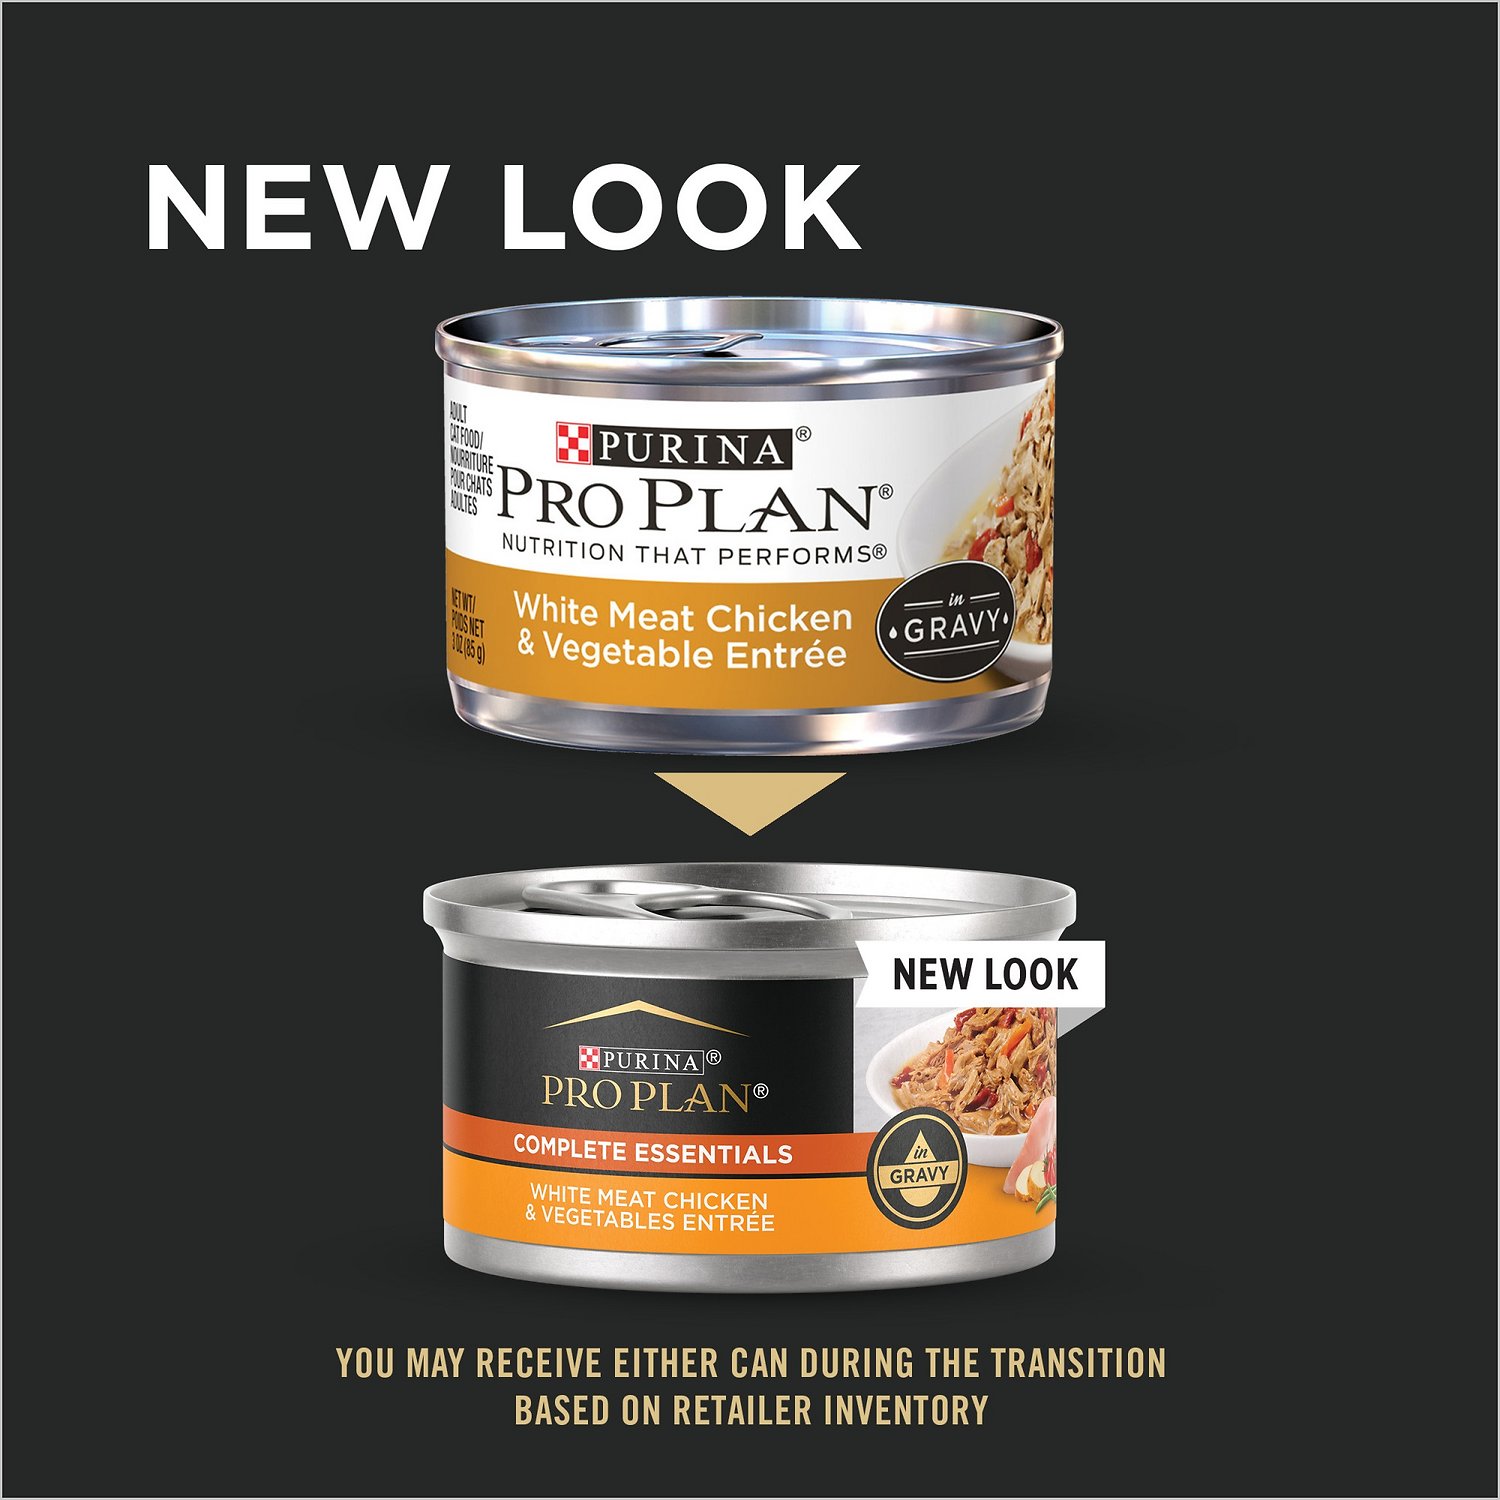 NEW LOOK
ADULT
CAT FOOD/
NOURRITURE
POUR CHATS
ADULTES
PURINA®
PRO PLAN®
NUTRITION THAT PERFORMS®
White Meat Chicken
& Vegetable Entrée
in
GRAVY
NET WT/
POIDS NET
3 OZ (85 g)
NEW LOOK
PURINA®
PRO PLAN®
COMPLETE ESSENTIALS
WHITE MEAT CHICKEN
& VEGETABLES ENTRÉE
in
GRAVY
YOU MAY RECEIVE EITHER CAN DURING THE TRANSITION
BASED ON RETAILER INVENTORY